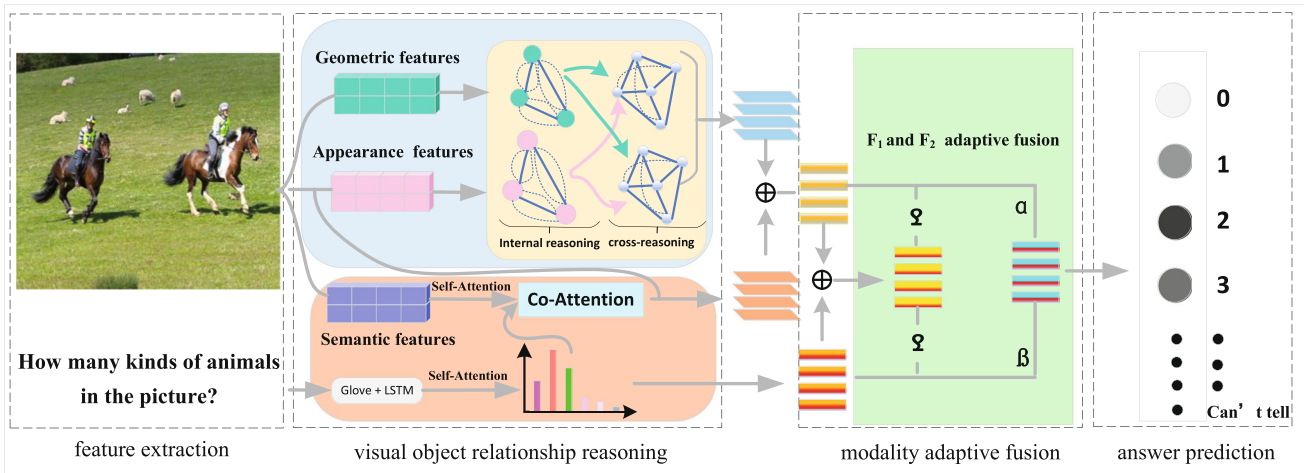 Geometric features
Appearance features
Internal reasoning
cross-reasoning
Self-Attention
Co-Attention
Semantic features
How many kinds of animals
in the picture?
Glove + LSTM
Self-Attention
F₁ and F₂ adaptive fusion
α
β
0
1
2
3
Can't tell
feature extraction
visual object relationship reasoning
modality adaptive fusion
answer prediction